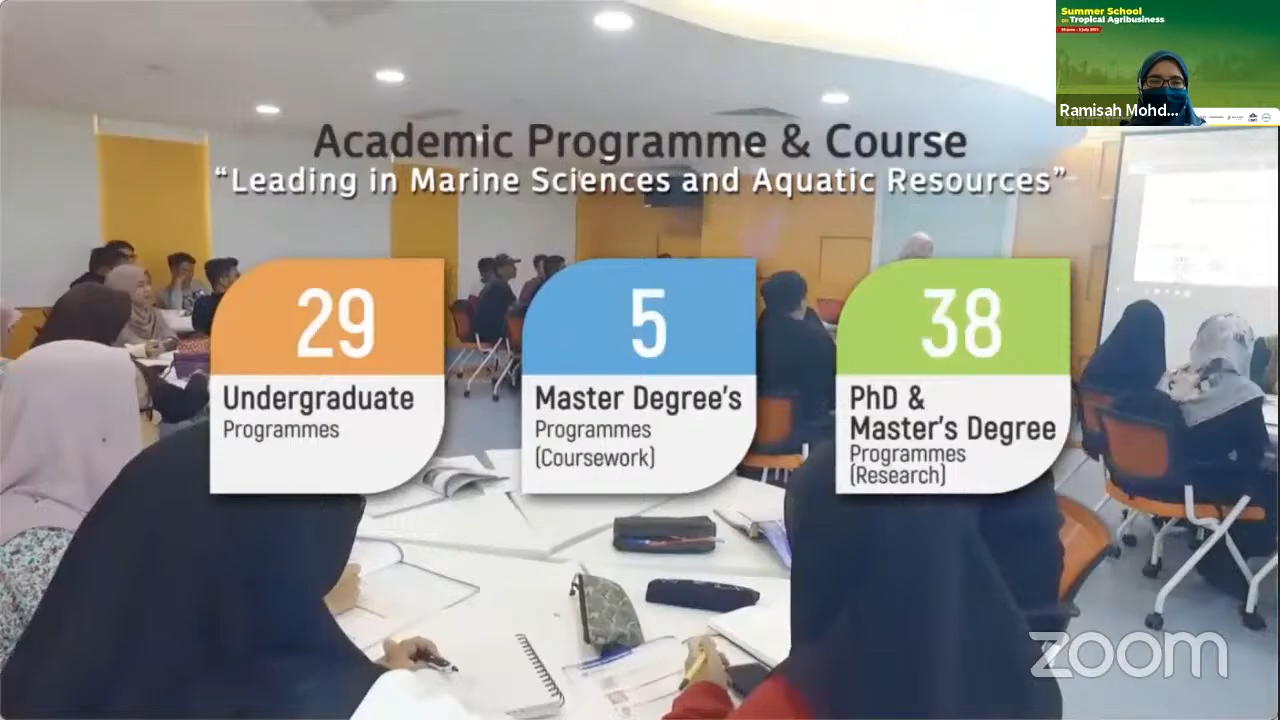 Summer School
on Tropical Agribusiness
Ramisah Mohd...
Academic Programme & Course
“Leading in Marine Sciences and Aquatic Resources”
29
Undergraduate
Programmes
5
Master Degree's
Programmes
(Coursework)
38
PhD &
Master's Degree
Programmes
(Research)
zoom